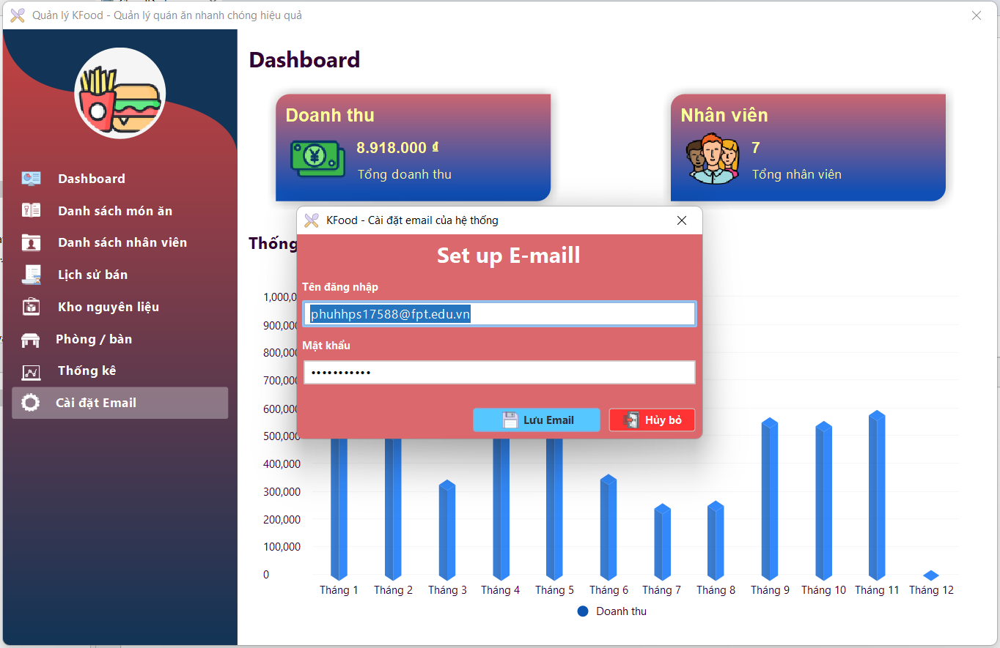 Quản lý KFood - Quản lý quán ăn nhanh chóng hiệu quả
Dashboard
Danh sách món ăn
Danh sách nhân viên
Lịch sử bán
Kho nguyên liệu
Phòng / bàn
Thống kê
Cài đặt Email
Dashboard
Doanh thu
8.918.000 ₫
Tổng doanh thu
Nhân viên
7
Tổng nhân viên
Thống
KFood - Cài đặt email của hệ thống
Set up E-maill
Tên đăng nhập
phuhhps17588@fpt.edu.vn
Mật khẩu
•••••••••••
Lưu Email
Hủy bỏ
1,000,0
900,00
800,00
700,00
600,00
500,000
400,000
300,000
200,000
100,000
0
Tháng 1 Tháng 2 Tháng 3 Tháng 4 Tháng 5 Tháng 6 Tháng 7 Tháng 8 Tháng 9 Tháng 10 Tháng 11 Tháng 12
Doanh thu